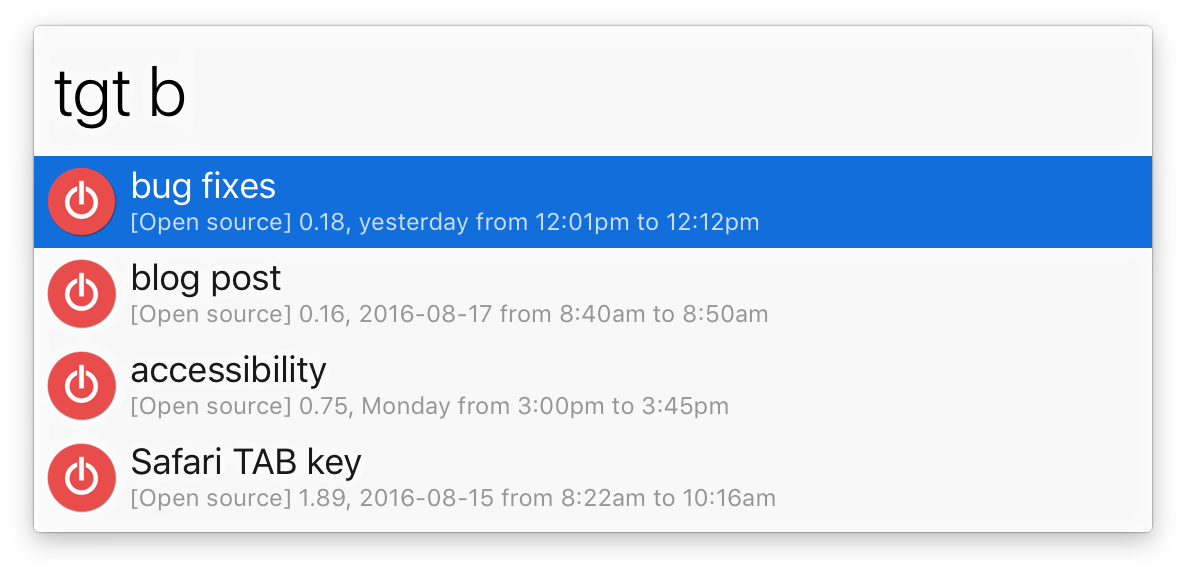 tgt b
bug fixes
[Open source] 0.18, yesterday from 12:01pm to 12:12pm
blog post
[Open source] 0.16, 2016-08-17 from 8:40am to 8:50am
accessibility
[Open source] 0.75, Monday from 3:00pm to 3:45pm
Safari TAB key
[Open source] 1.89, 2016-08-15 from 8:22am to 10:16am